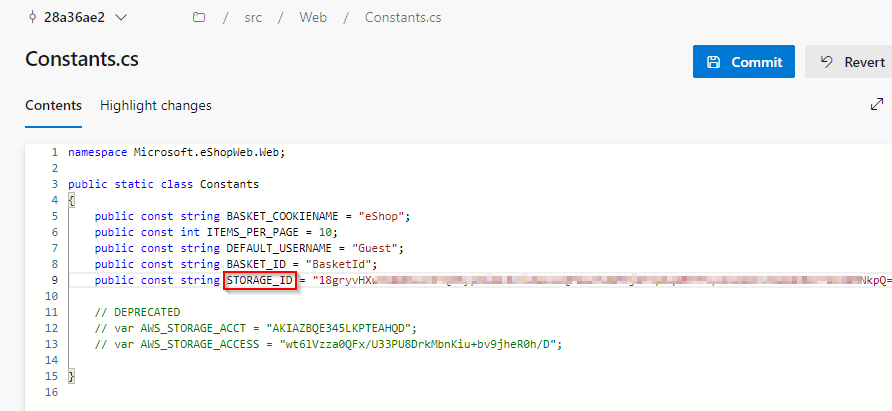 28a36ae2 / src / Web / Constants.cs
Constants.cs
Commit Revert
Contents Highlight changes
1 namespace Microsoft.eShopWeb.Web;
2
3 public static class Constants
4 {
5 public const string BASKET_COOKIENAME = "eShop";
6 public const int ITEMS_PER_PAGE = 10;
7 public const string DEFAULT_USERNAME = "Guest";
8 public const string BASKET_ID = "BasketId";
9 public const string STORAGE_ID = "18gryvHX NkpQ=
10
11 // DEPRECATED
12 // var AWS_STORAGE_ACCT = "AKIAZBQE345LKPTEAHQD";
13 // var AWS_STORAGE_ACCESS = "wt6lVzza0QFx/U33PU8DrkMbnKiu+bv9jheR0h/D";
14
15 }
16